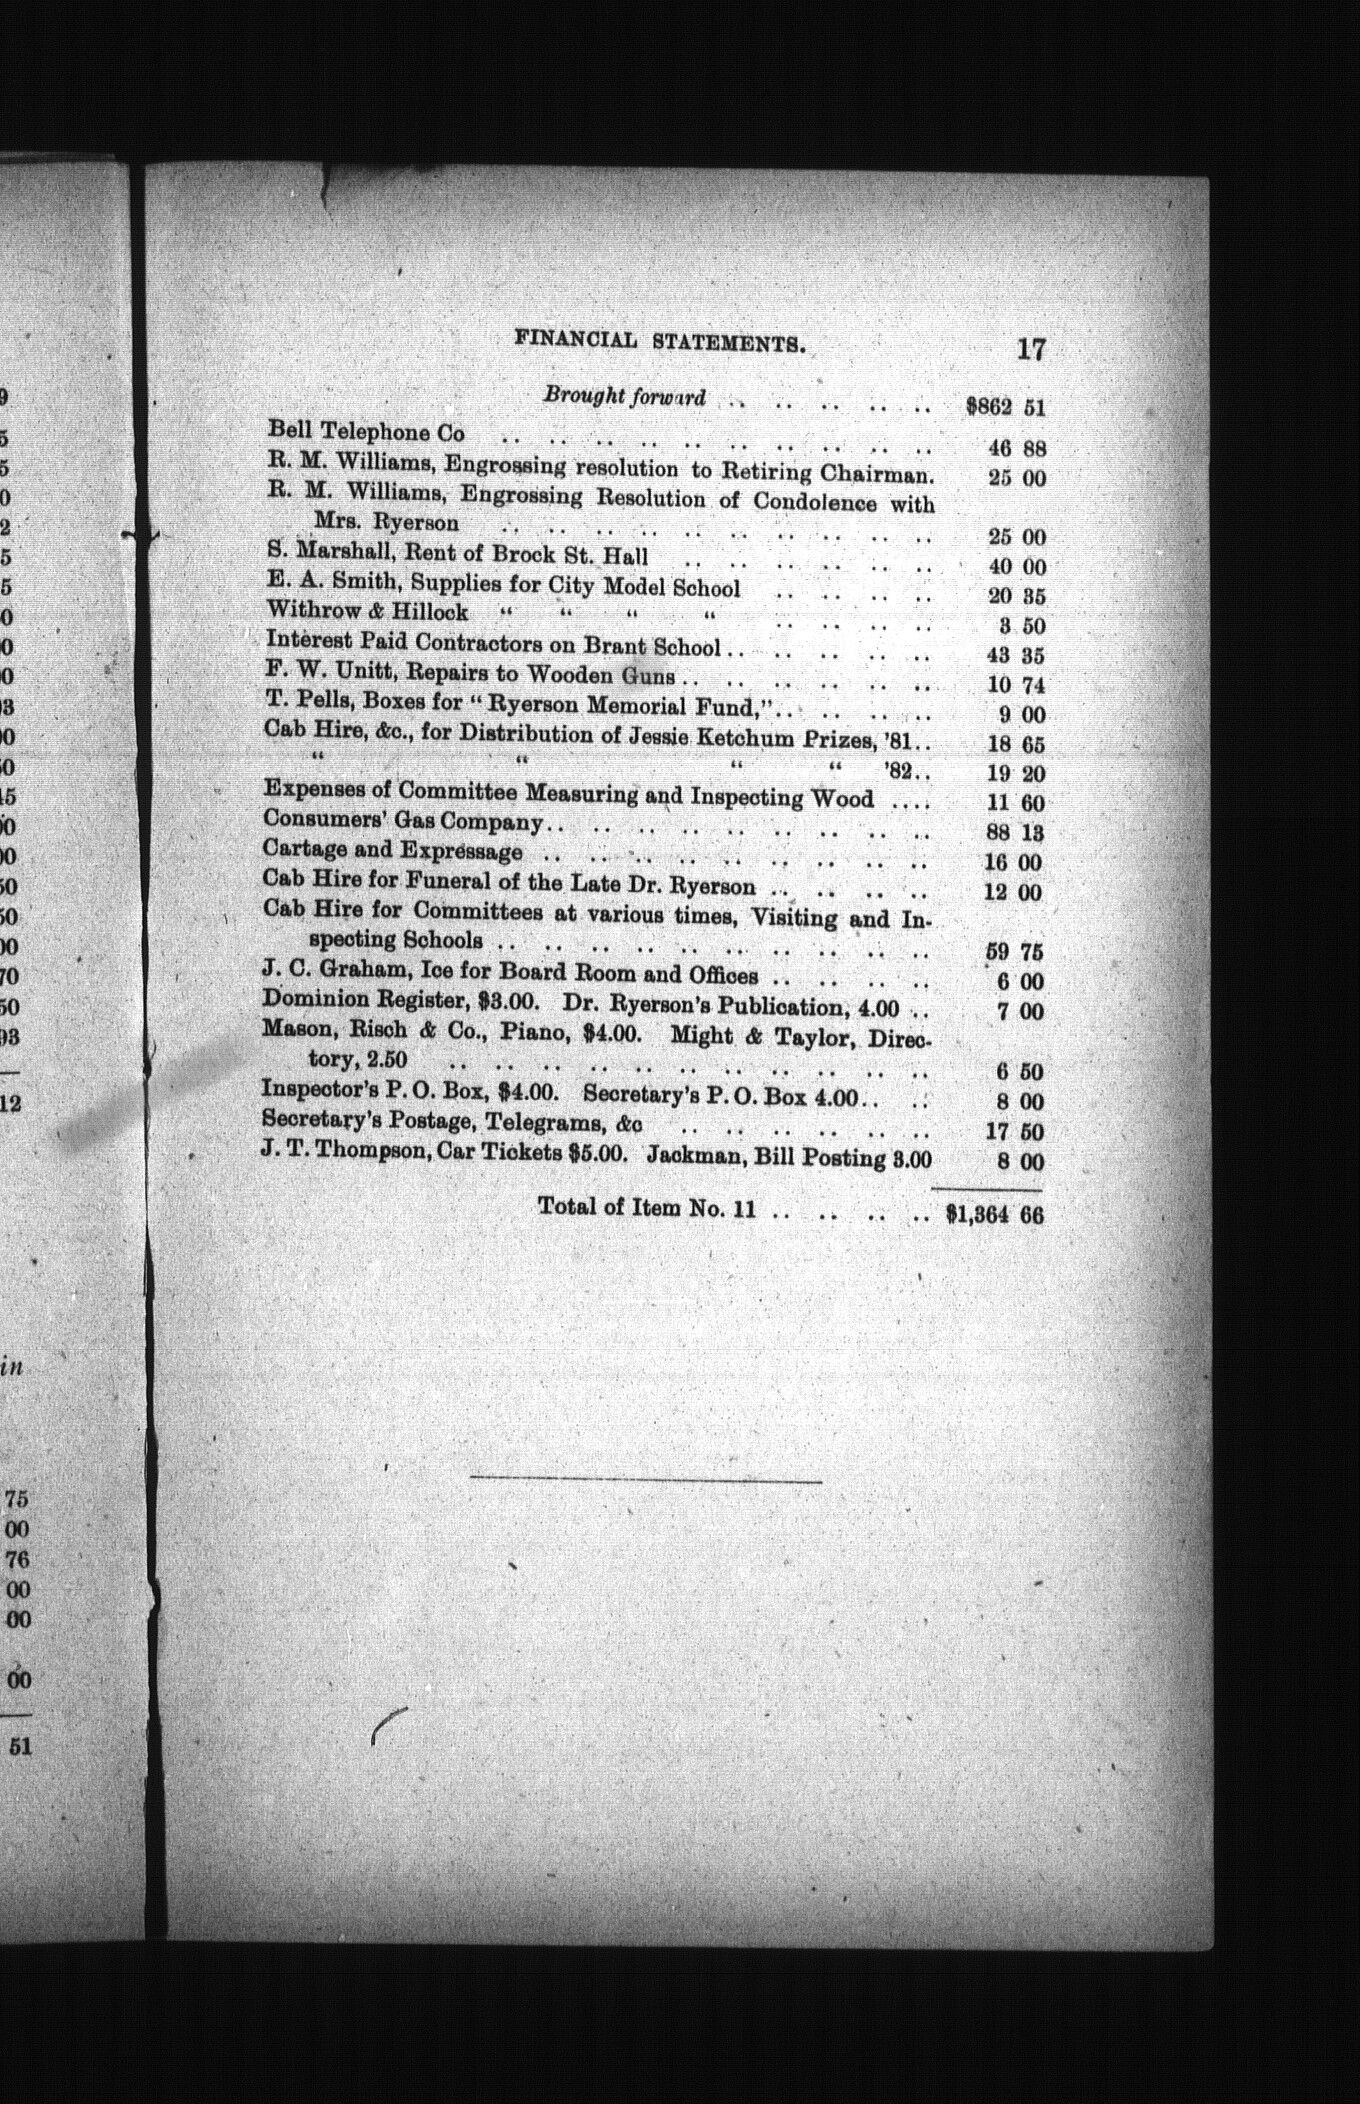 FINANCIAL STATEMENTS. 17
Brought forward .. .. .. .. .. $862 51
Bell Telephone Co .. .. .. .. .. .. .. .. .. .. 46 88
R. M. Williams, Engrossing resolution to Retiring Chairman. 25 00
R. M. Williams, Engrossing Resolution of Condolence with
Mrs. Ryerson .. .. .. .. .. .. .. .. .. .. 25 00
S. Marshall, Rent of Brock St. Hall .. .. .. .. .. .. 40 00
E. A. Smith, Supplies for City Model School .. .. .. .. 20 35
Withrow & Hillock “ “ “ “ .. .. .. .. 3 50
Interest Paid Contractors on Brant School .. .. .. .. .. 43 35
F. W. Unitt, Repairs to Wooden Guns .. .. .. .. .. .. 10 74
T. Pells, Boxes for “ Ryerson Memorial Fund,” .. .. .. .. 9 00
Cab Hire, &c., for Distribution of Jessie Ketchum Prizes, ’81.. 18 65
“ “ “ “ ’82.. 19 20
Expenses of Committee Measuring and Inspecting Wood .... 11 60
Consumers’ Gas Company .. .. .. .. .. .. .. .. .. 88 13
Cartage and Expressage .. .. .. .. .. .. .. .. .. 16 00
Cab Hire for Funeral of the Late Dr. Ryerson .. .. .. .. 12 00
Cab Hire for Committees at various times, Visiting and In-
specting Schools .. .. .. .. .. .. .. .. .. .. 59 75
J. C. Graham, Ice for Board Room and Offices .. .. .. .. 6 00
Dominion Register, $3.00. Dr. Ryerson’s Publication, 4.00 .. 7 00
Mason, Risch & Co., Piano, $4.00. Might & Taylor, Direc-
tory, 2.50 .. .. .. .. .. .. .. .. .. .. .. 6 50
Inspector’s P. O. Box, $4.00. Secretary’s P. O. Box 4.00.. .. 8 00
Secretary’s Postage, Telegrams, &c .. .. .. .. .. .. 17 50
J. T. Thompson, Car Tickets $5.00. Jackman, Bill Posting 3.00 8 00
Total of Item No. 11 .. .. .. .. $1,364 66
12
in
75
00
76
00
00
00
51